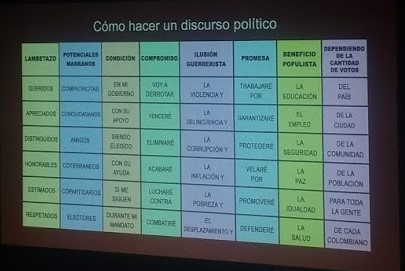 Cómo hacer un discurso político
LAMBETAZO POTENCIALES MARRANOS CONDICIÓN COMPROMISO ILUSIÓN GUERRERISTA PROMESA BENEFICIO POPULISTA DEPENDIENDO DE LA CANTIDAD DE VOTOS
QUERIDOS COMPATRIOTAS EN MI GOBIERNO VOY A DERROTAR LA VIOLENCIA Y TRABAJARÉ POR LA EDUCACIÓN DEL PAÍS
APRECIADOS CONCIUDADANOS CON SU APOYO VENCERÉ LA DELINCUENCIA Y GARANTIZARÉ EL EMPLEO DE LA CIUDAD
DISTINGUIDOS AMIGOS SIENDO ELEGIDO ELIMINARÉ LA CORRUPCIÓN Y PROTEGERÉ LA SEGURIDAD DE LA COMUNIDAD
HONORABLES COTERRANEOS CON SU AYUDA ACABARÉ LA INFLACIÓN Y VELARÉ POR LA PAZ DE LA POBLACIÓN
ESTIMADOS COPARTIDARIOS SI ME SIGUEN LUCHARÉ CONTRA LA POBREZA Y PROMOVERÉ LA IGUALDAD PARA TODA LA GENTE
RESPETADOS ELECTORES DURANTE MI MANDATO COMBATIRÉ EL DESPLAZAMIENTO Y DEFENDERÉ LA SALUD DE CADA COLOMBIANO